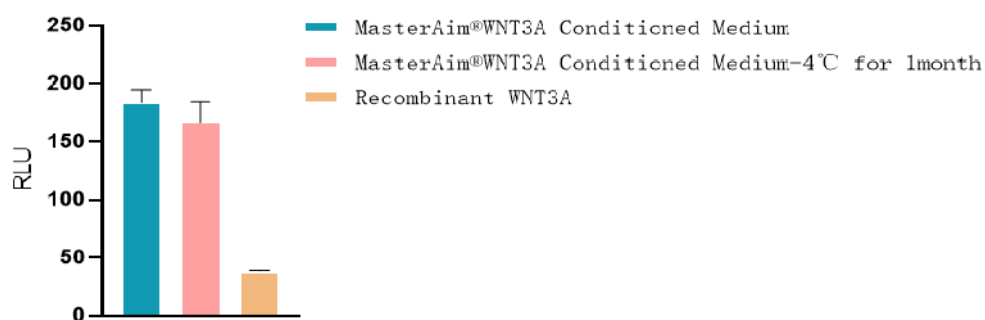 250
200
150
100
50
0
RLU
MasterAim®WNT3A Conditioned Medium
MasterAim®WNT3A Conditioned Medium-4℃ for 1month
Recombinant WNT3A